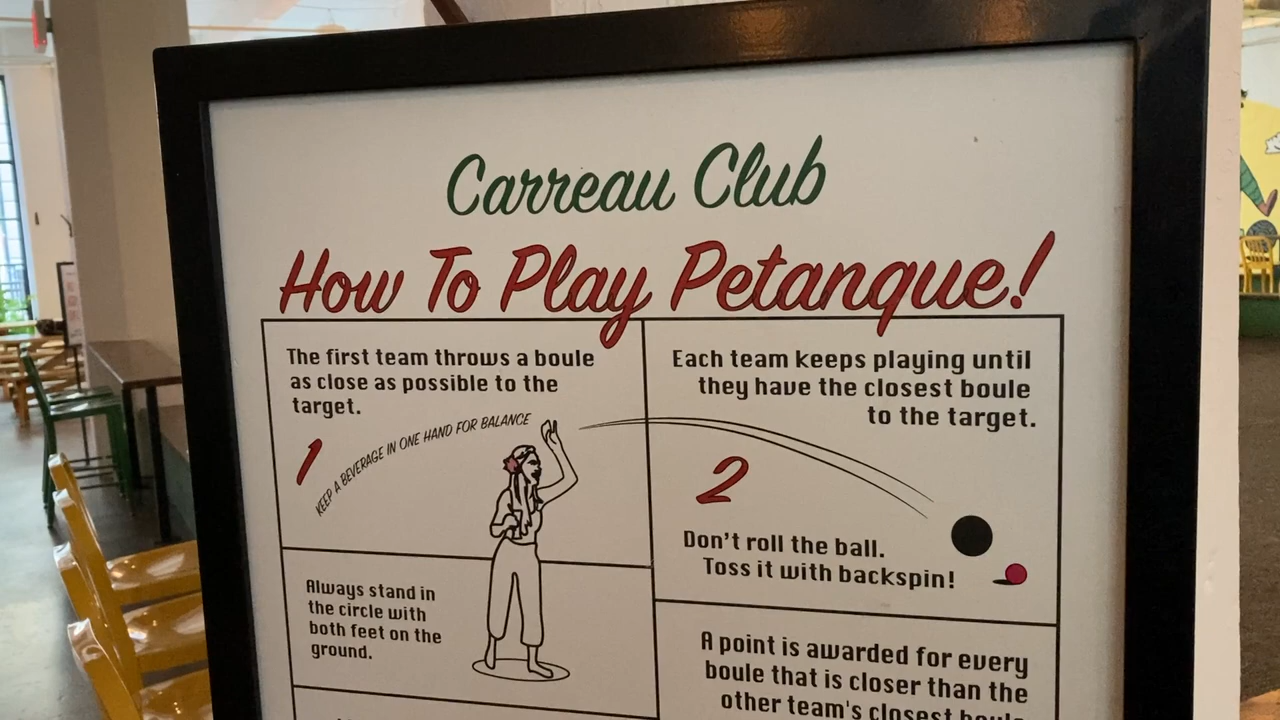 Carreau Club
How To Play Petanque!
The first team throws a boule
as close as possible to the
target.
1
KEEP A BEVERAGE IN ONE HAND FOR BALANCE
Each team keeps playing until
they have the closest boule
to the target.
2
Don't roll the ball.
Toss it with backspin!
Always stand in
the circle with
both feet on the
ground.
A point is awarded for every
boule that is closer than the
other team's closest boule